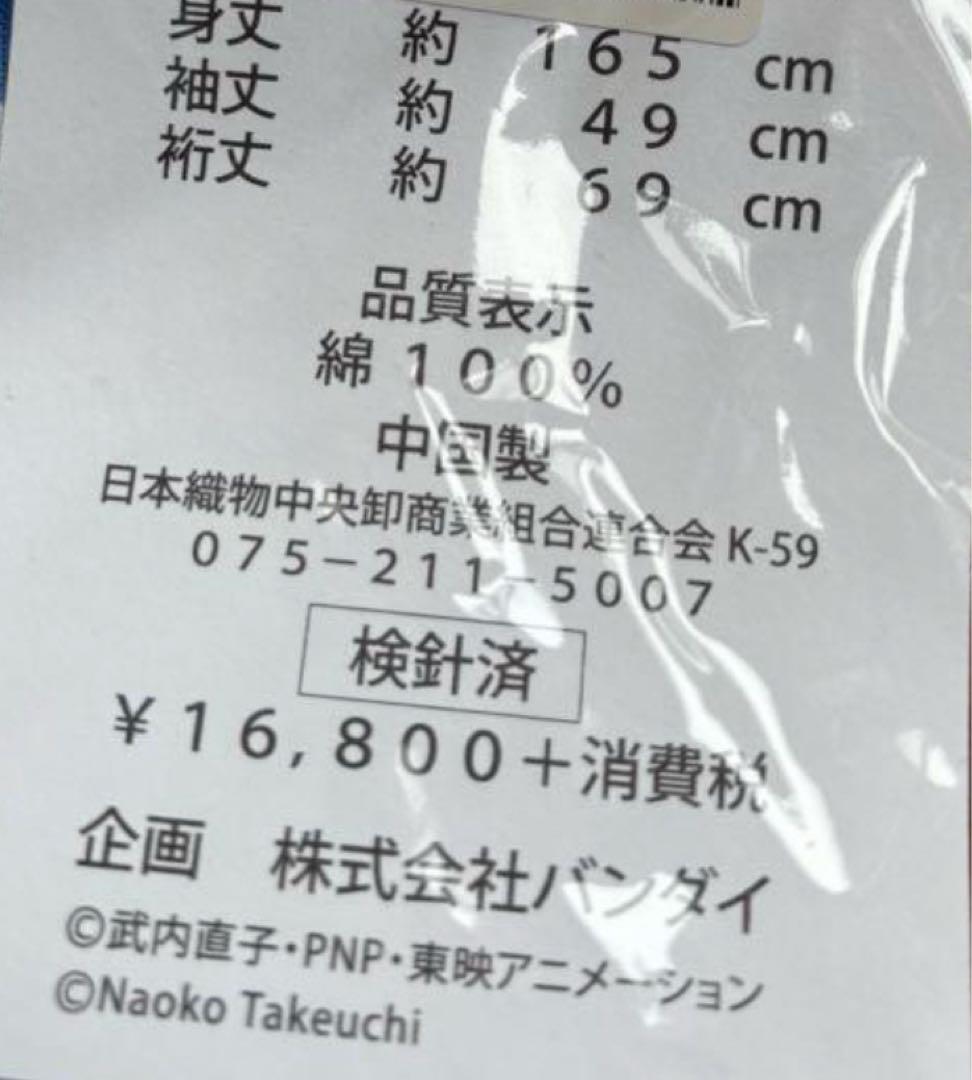 身丈 約 165 cm
袖丈 約 49 cm
裄丈 約 69 cm
品質表示
綿100%
中国製
日本織物中央卸商業組合連合会 K-59
075-211-5007
検針済
¥16,800+消費税
企画 株式会社バンダイ
©武内直子・PNP・東映アニメーション
©Naoko Takeuchi